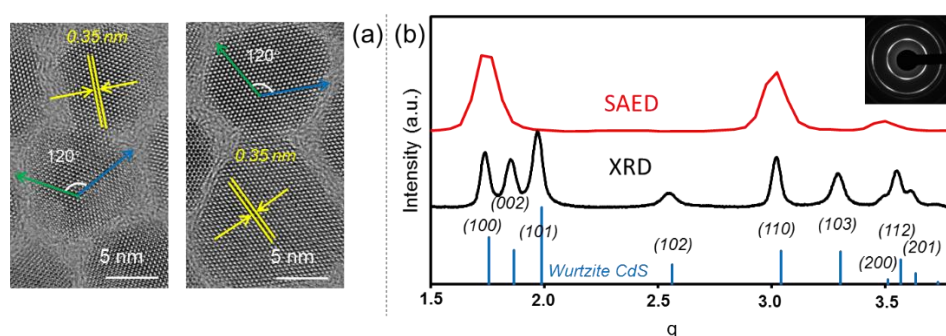 0.35 nm
120
5 nm
120
0.35 nm
5 nm
(a)
(b)
Intensity (a.u.)
SAED
XRD
(100)
(002)
(101)
(102)
(110)
(103)
(200)
(112)
(201)
Wurtzite CdS
1.5
2.0
2.5
3.0
3.5
q